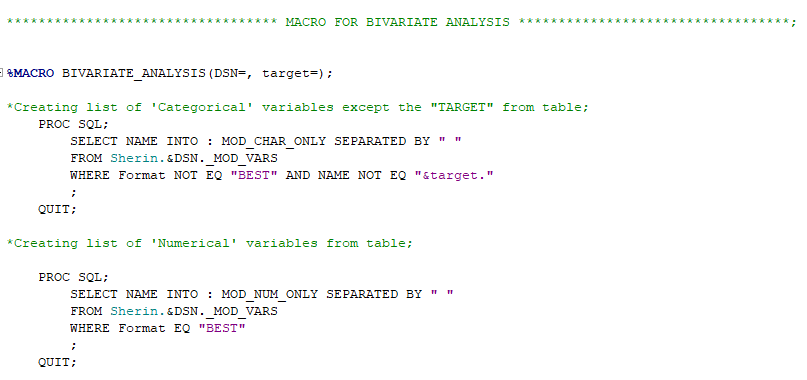 ********************************** MACRO FOR BIVARIATE ANALYSIS **********************************;
%MACRO BIVARIATE_ANALYSIS(DSN=, target=);
*Creating list of 'Categorical' variables except the "TARGET" from table;
PROC SQL;
SELECT NAME INTO : MOD_CHAR_ONLY SEPARATED BY " "
FROM Sherin.&DSN._MOD_VARS
WHERE Format NOT EQ "BEST" AND NAME NOT EQ "&target."
;
QUIT;
*Creating list of 'Numerical' variables from table;
PROC SQL;
SELECT NAME INTO : MOD_NUM_ONLY SEPARATED BY " "
FROM Sherin.&DSN._MOD_VARS
WHERE Format EQ "BEST"
;
QUIT;